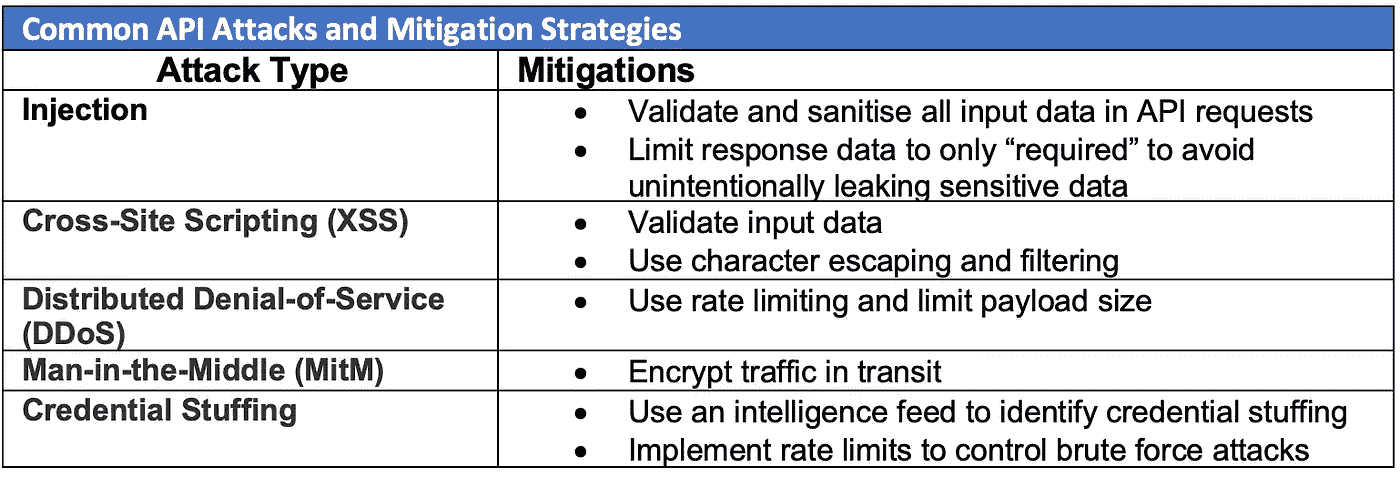 Common API Attacks and Mitigation Strategies
Attack Type
Mitigations
Injection
• Validate and sanitise all input data in API requests
• Limit response data to only “required” to avoid
unintentionally leaking sensitive data
Cross-Site Scripting (XSS)
• Validate input data
• Use character escaping and filtering
Distributed Denial-of-Service
(DDoS)
• Use rate limiting and limit payload size
Man-in-the-Middle (MitM)
• Encrypt traffic in transit
Credential Stuffing
• Use an intelligence feed to identify credential stuffing
• Implement rate limits to control brute force attacks